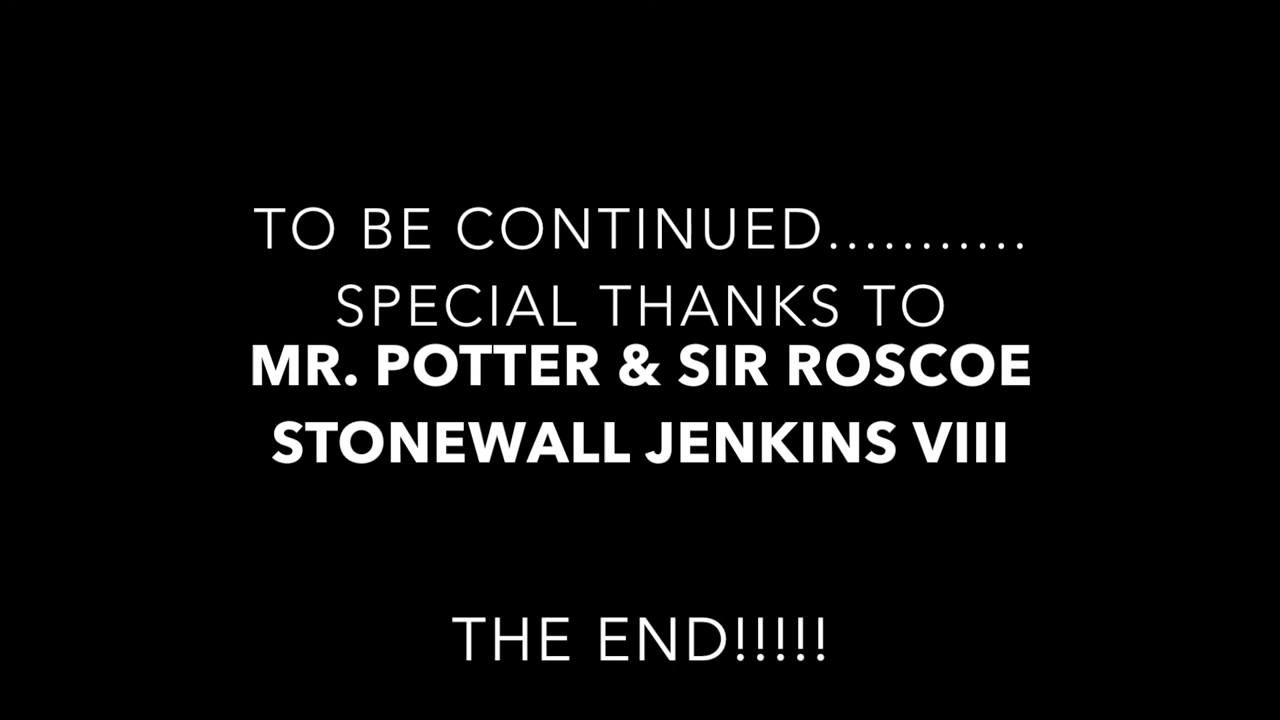 TO BE CONTINUED...........
SPECIAL THANKS TO
MR. POTTER & SIR ROSCOE
STONEWALL JENKINS VIII
THE END!!!!!